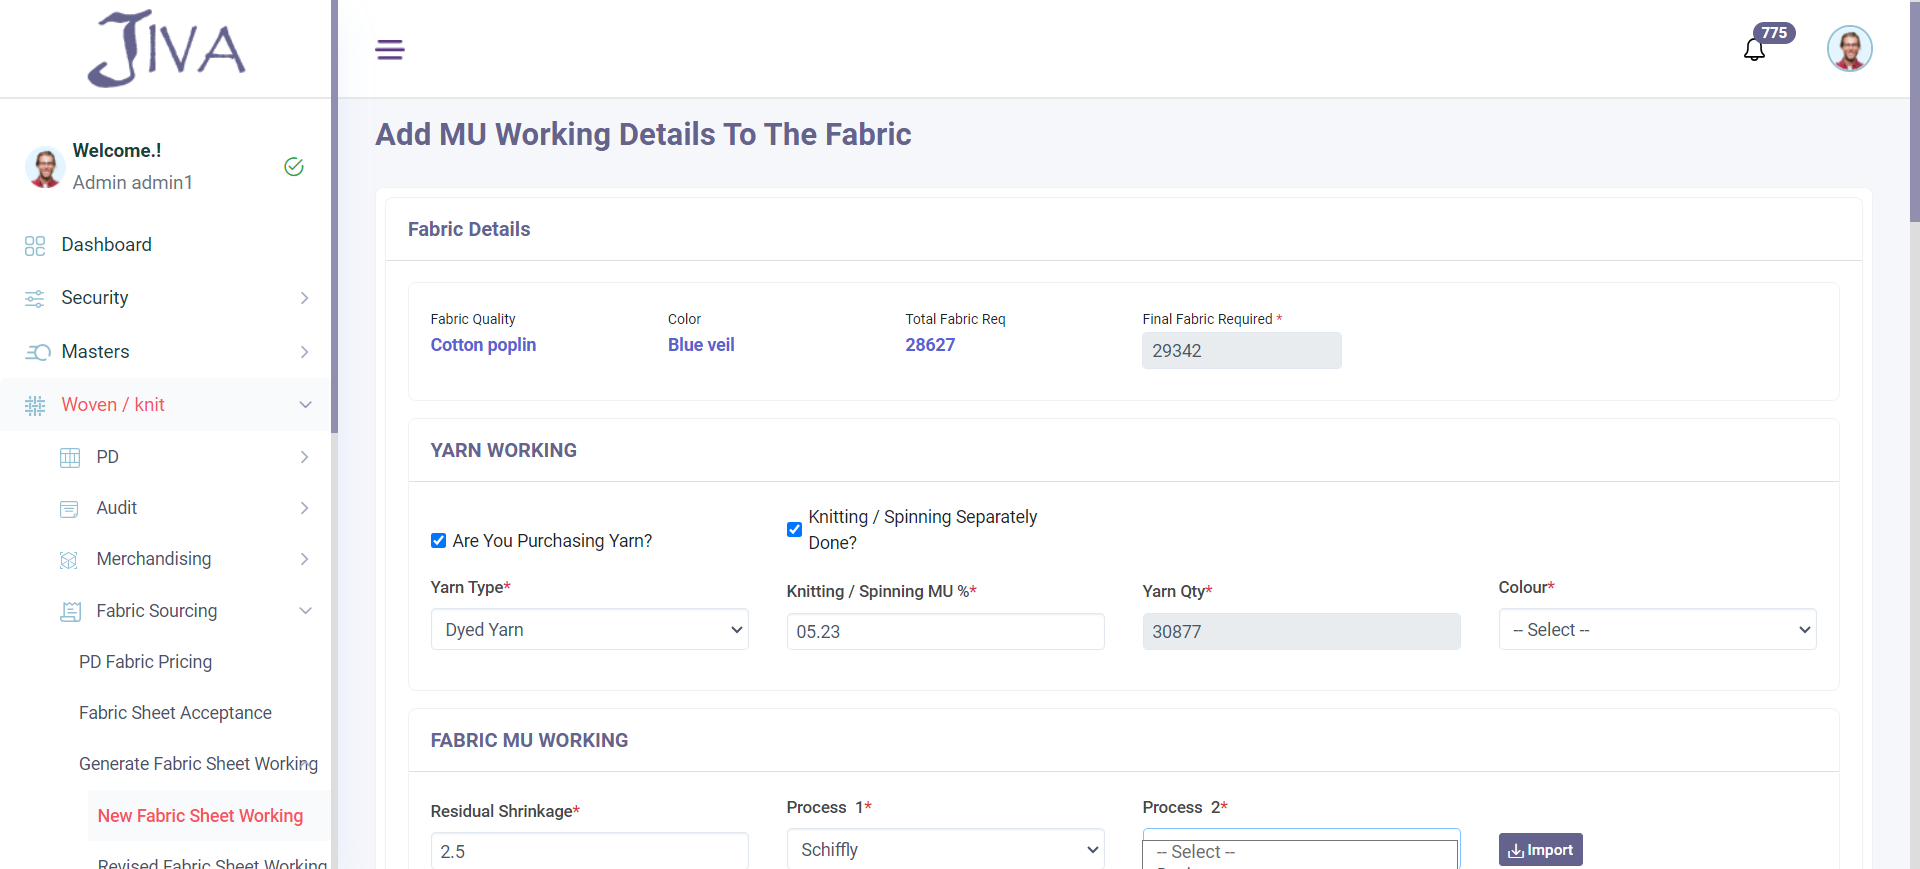 JIVA
775
Welcome.!
Admin admin1
Dashboard
Security
Masters
Woven / knit
PD
Audit
Merchandising
Fabric Sourcing
PD Fabric Pricing
Fabric Sheet Acceptance
Generate Fabric Sheet Working
New Fabric Sheet Working
Revised Fabric Sheet Working
Add MU Working Details To The Fabric
Fabric Details
Fabric Quality
Cotton poplin
Color
Blue veil
Total Fabric Req
28627
Final Fabric Required *
29342
YARN WORKING
Are You Purchasing Yarn?
Knitting / Spinning Separately
Done?
Yarn Type*
Dyed Yarn
Knitting / Spinning MU %*
05.23
Yarn Qty*
30877
Colour*
-- Select --
FABRIC MU WORKING
Residual Shrinkage*
2.5
Process 1*
Schiffly
Process 2*
-- Select --
Import